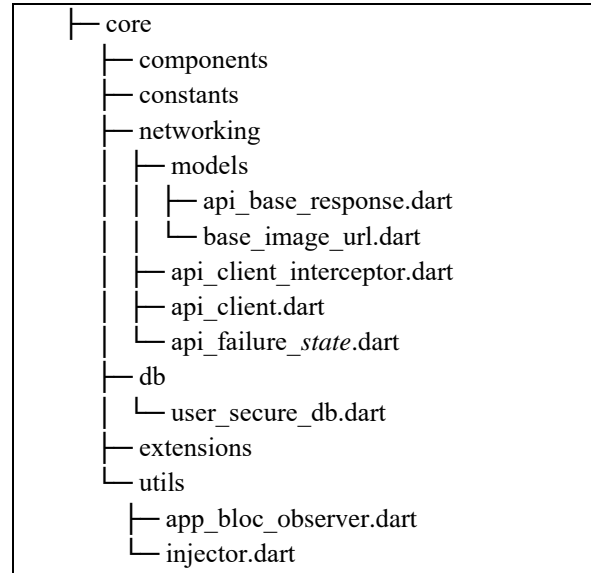 ├─ core
├─ components
├─ constants
├─ networking
│ ├─ models
│ │ ├─ api_base_response.dart
│ │ └─ base_image_url.dart
│ ├─ api_client_interceptor.dart
│ ├─ api_client.dart
│ └─ api_failure_state.dart
├─ db
│ └─ user_secure_db.dart
├─ extensions
└─ utils
├─ app_bloc_observer.dart
└─ injector.dart